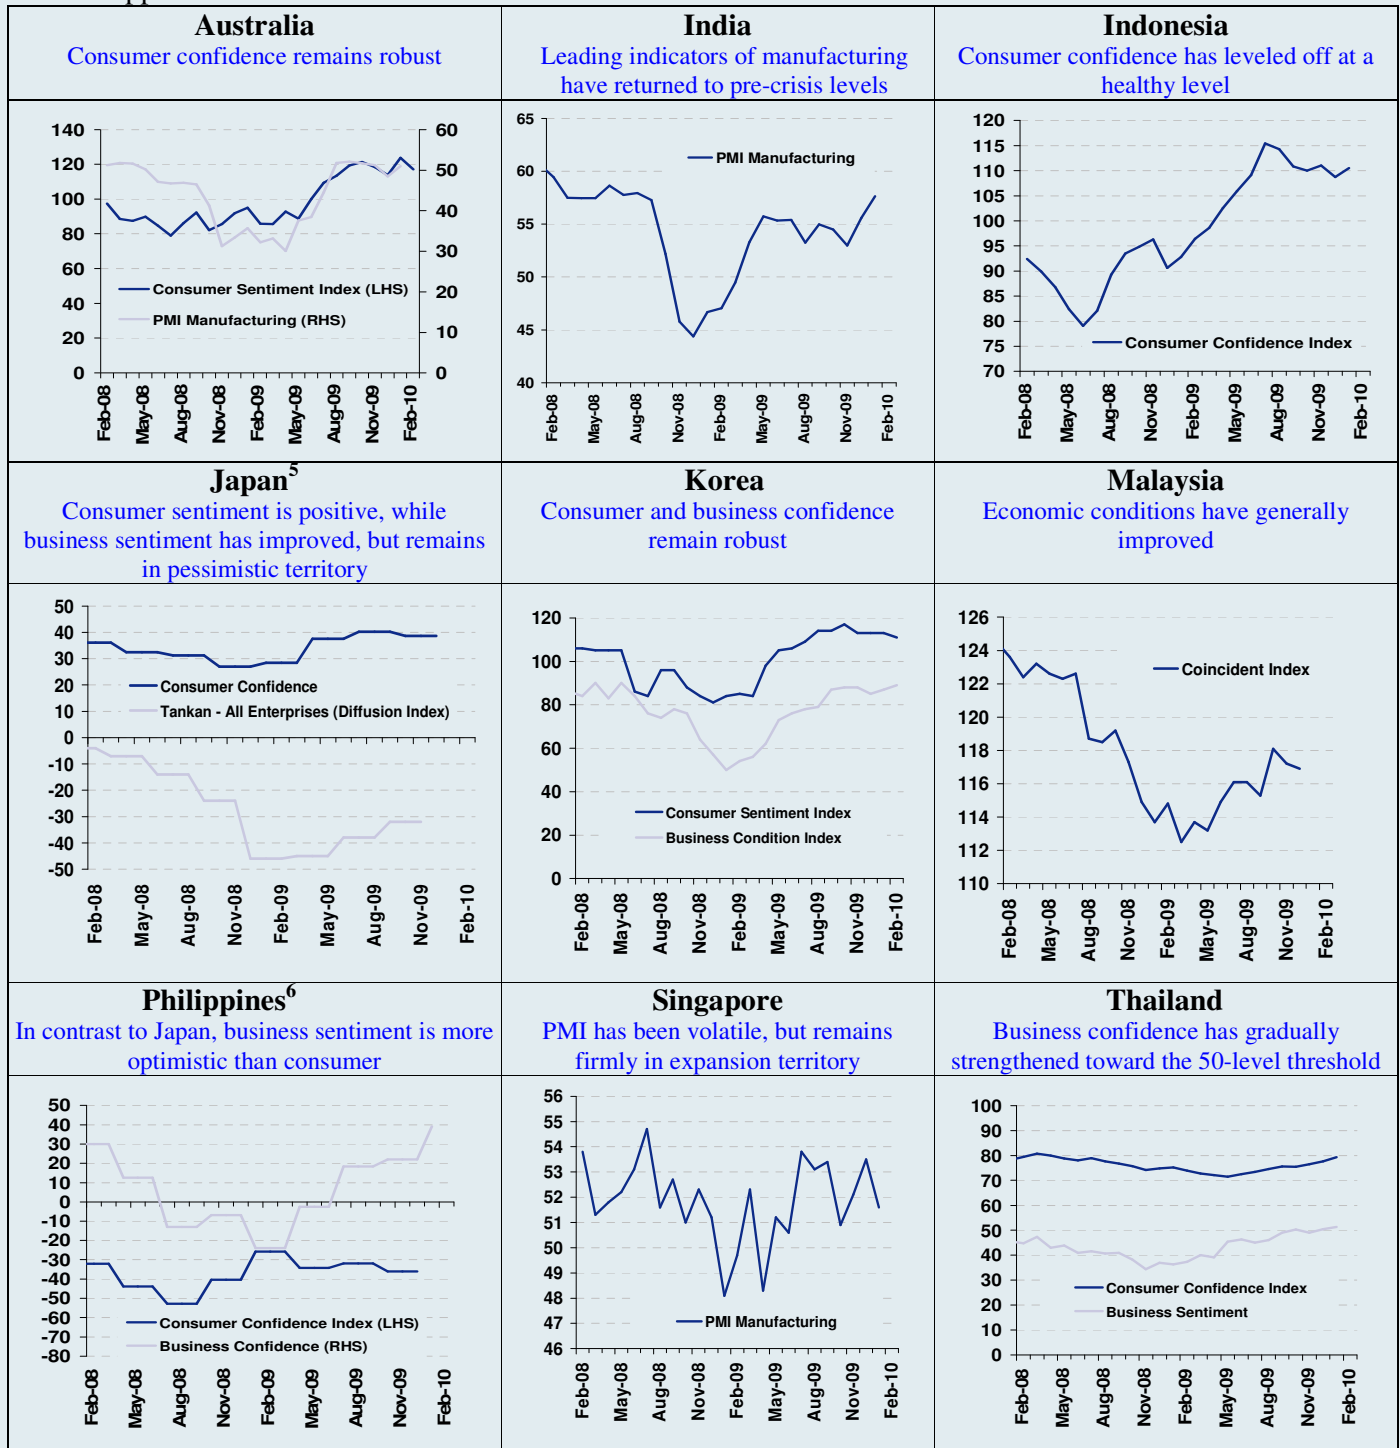 Australia
Consumer confidence remains robust
India
Leading indicators of manufacturing
have returned to pre-crisis levels
Indonesia
Consumer confidence has leveled off at a
healthy level
140
120
100
80
60
40
20
0
60
50
40
30
20
10
0
Consumer Sentiment Index (LHS)
PMI Manufacturing (RHS)
Feb-08
May-08
Aug-08
Nov-08
Feb-09
May-09
Aug-09
Nov-09
Feb-10
65
60
55
50
45
40
PMI Manufacturing
Feb-08
May-08
Aug-08
Nov-08
Feb-09
May-09
Aug-09
Nov-09
Feb-10
120
115
110
105
100
95
90
85
80
75
70
Consumer Confidence Index
Feb-08
May-08
Aug-08
Nov-08
Feb-09
May-09
Aug-09
Nov-09
Feb-10
Japan5
Consumer sentiment is positive, while
business sentiment has improved, but remains
in pessimistic territory
Korea
Consumer and business confidence
remain robust
Malaysia
Economic conditions have generally
improved
50
40
30
20
10
0
-10
-20
-30
-40
-50
Consumer Confidence
Tankan - All Enterprises (Diffusion Index)
Feb-08
May-08
Aug-08
Nov-08
Feb-09
May-09
Aug-09
Nov-09
Feb-10
120
100
80
60
40
20
0
Consumer Sentiment Index
Business Condition Index
Feb-08
May-08
Aug-08
Nov-08
Feb-09
May-09
Aug-09
Nov-09
Feb-10
126
124
122
120
118
116
114
112
110
Coincident Index
Feb-08
May-08
Aug-08
Nov-08
Feb-09
May-09
Aug-09
Nov-09
Feb-10
Philippines6
In contrast to Japan, business sentiment is more
optimistic than consumer
Singapore
PMI has been volatile, but remains
firmly in expansion territory
Thailand
Business confidence has gradually
strengthened toward the 50-level threshold
50
40
30
20
10
0
-10
-20
-30
-40
-50
-60
-70
-80
Consumer Confidence Index (LHS)
Business Confidence (RHS)
Feb-08
May-08
Aug-08
Nov-08
Feb-09
May-09
Aug-09
Nov-09
Feb-10
56
55
54
53
52
51
50
49
48
47
46
PMI Manufacturing
Feb-08
May-08
Aug-08
Nov-08
Feb-09
May-09
Aug-09
Nov-09
Feb-10
100
90
80
70
60
50
40
30
20
10
0
Consumer Confidence Index
Business Sentiment
Feb-08
May-08
Aug-08
Nov-08
Feb-09
May-09
Aug-09
Nov-09
Feb-10